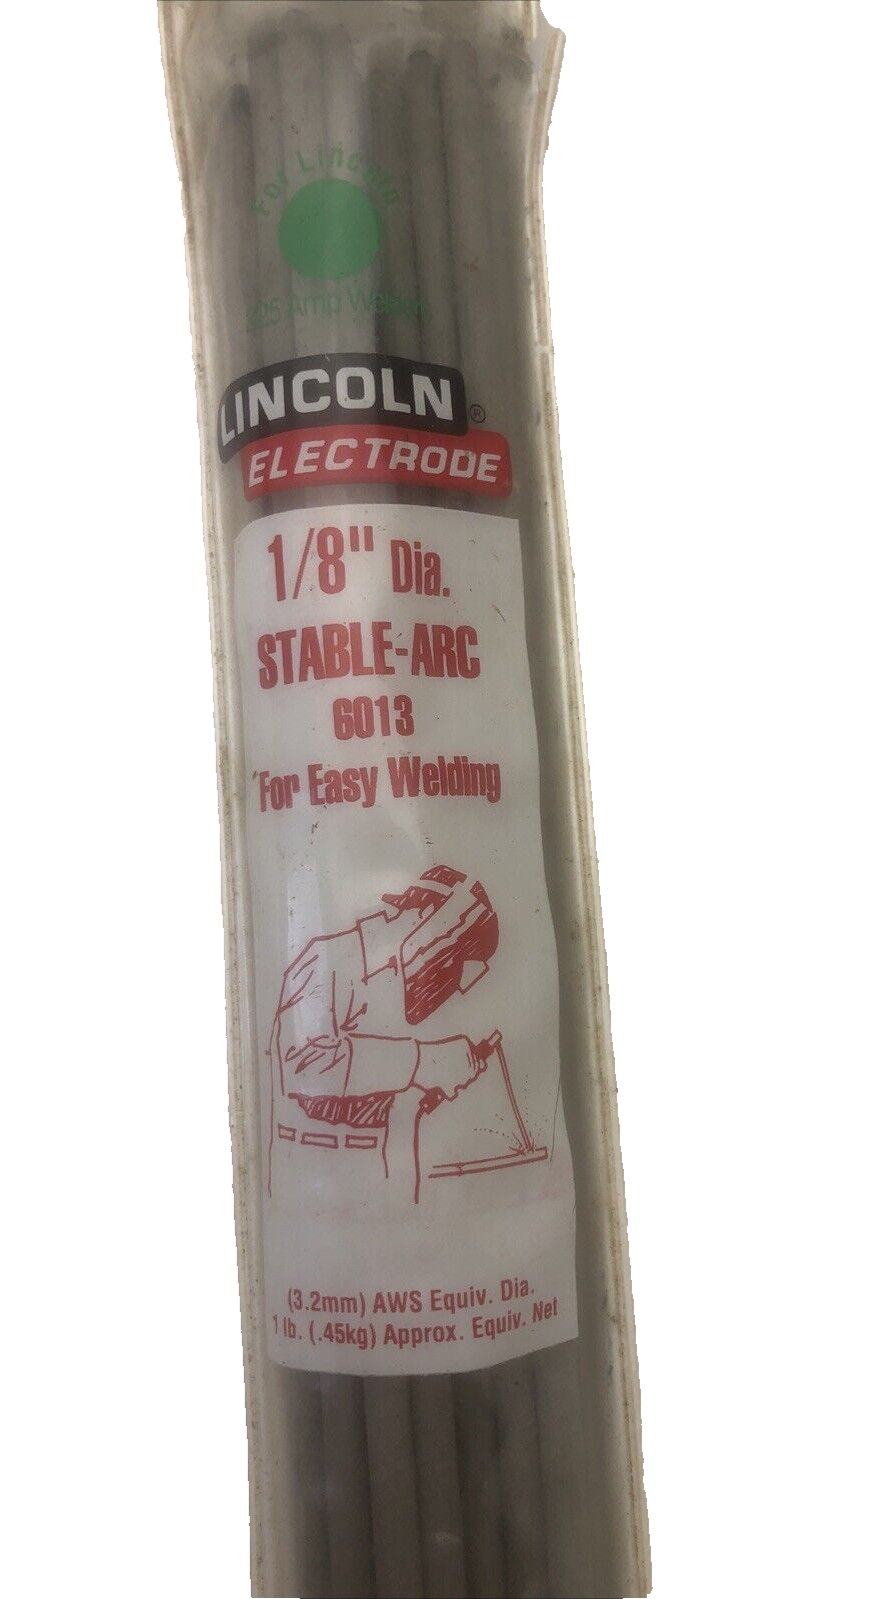 For Lincoln
225 Amp Welders
LINCOLN ®
ELECTRODE
1/8" Dia.
STABLE-ARC
6013
For Easy Welding
(3.2mm) AWS Equiv. Dia.
1 lb. (.45kg) Approx. Equiv. Net